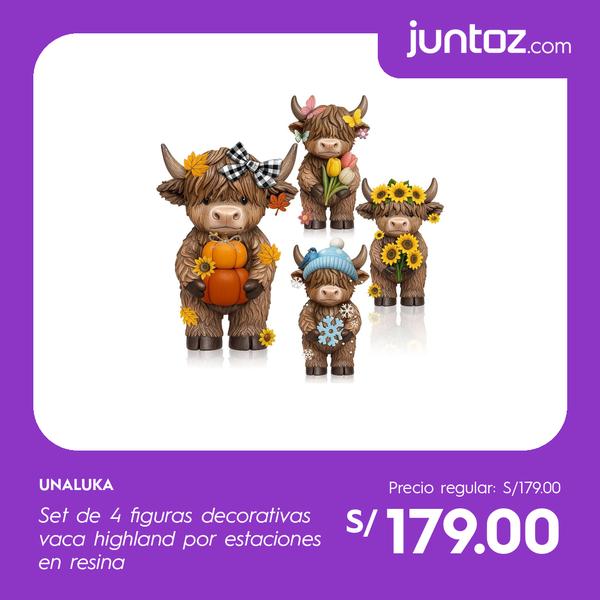 juntoz.com
UNALUKA
Set de 4 figuras decorativas
vaca highland por estaciones
en resina
Precio regular: S/179.00
S/179.00